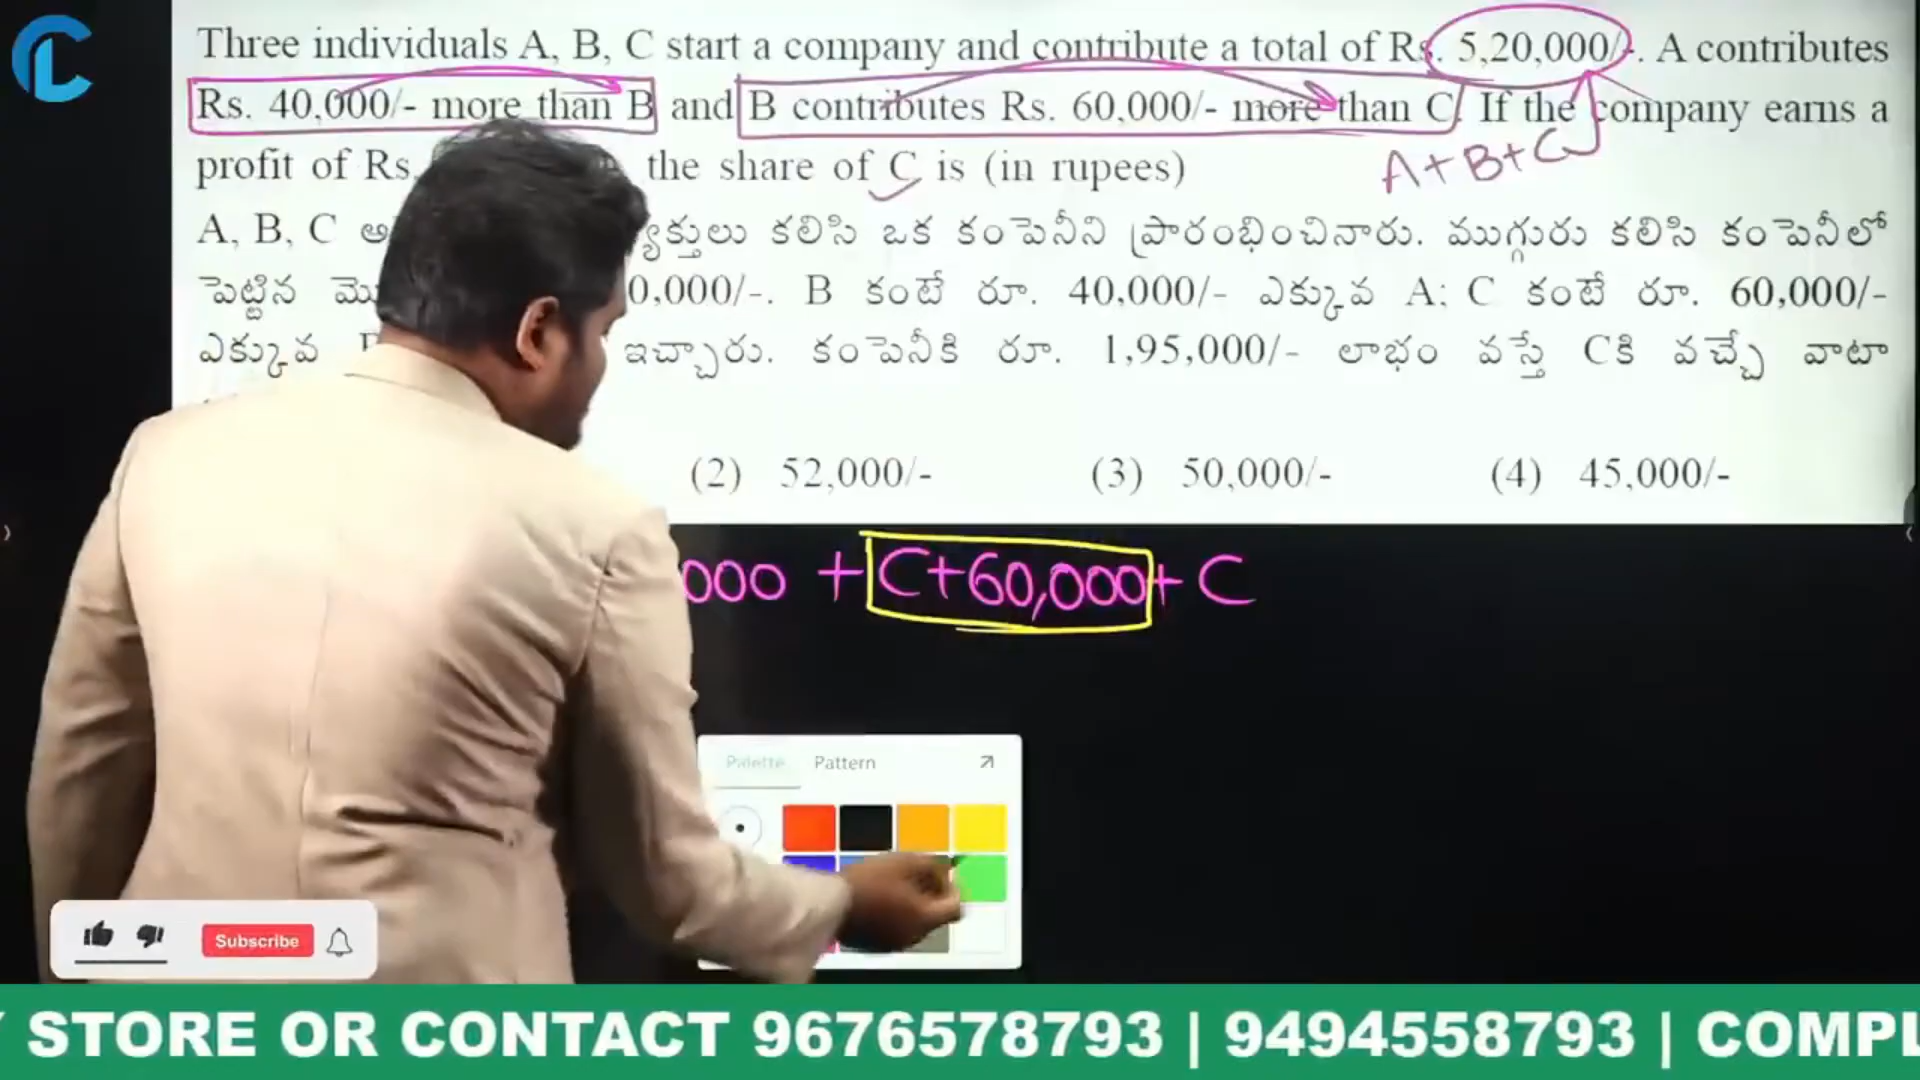 Three individuals A, B, C start a company and contribute a total of Rs. 5,20,000/-. A contributes
Rs. 40,000/- more than B and B contributes Rs. 60,000/- more than C. If the company earns a
A+B+C
profit of Rs. the share of C is (in rupees)
A, B, C కలిసి ఒక కంపెనీని ప్రారంభించినారు. ముగ్గురు కలిసి కంపెనీలో
పెట్టిన 0,000/-. B కంటే రూ. 40,000/- ఎక్కువ A; C కంటే రూ. 60,000/-
ఎక్కువ ఇచ్చారు. కంపెనీకి రూ. 1,95,000/- లాభం వస్తే Cకి వచ్చే వాటా
(2) 52,000/- (3) 50,000/- (4) 45,000/-
000 + C+60,000 + C
Palette Pattern
Subscribe
STORE OR CONTACT 9676578793 | 9494558793 | COMPL